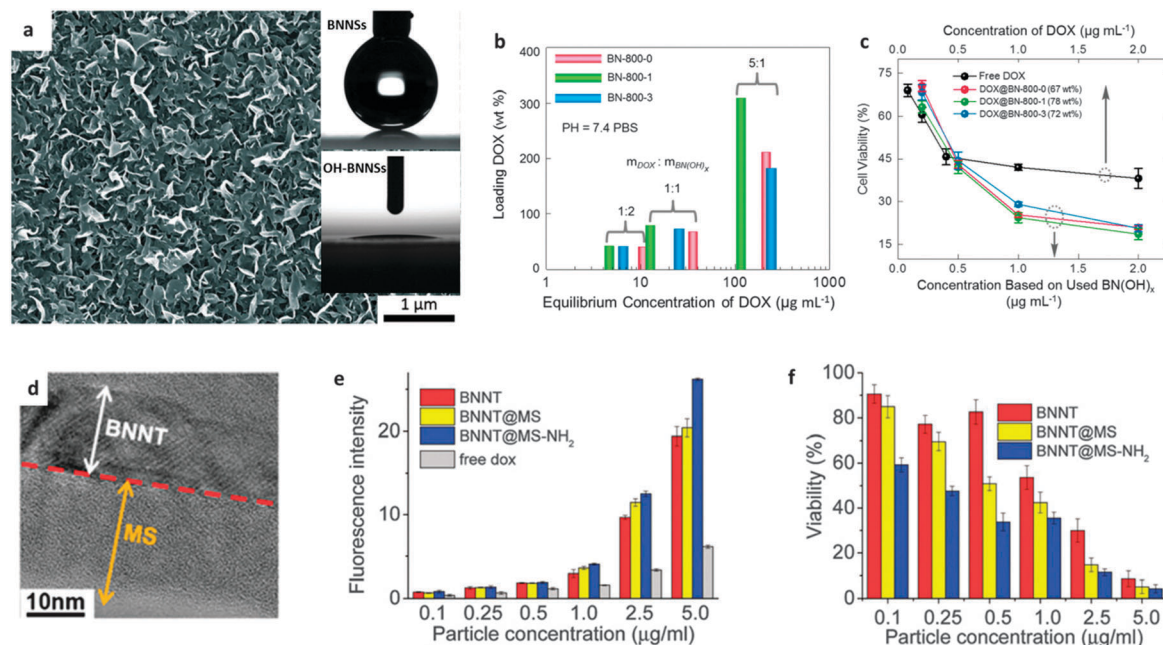 a
BNNSs
OH-BNNSs
1 μm
b
Loading DOX (wt %)
400
300
200
100
0
BN-800-0
BN-800-1
BN-800-3
PH = 7.4 PBS
5:1
mDOX : mBN(OH)x
1:1
1:2
1
10
100
1000
Equilibrium Concentration of DOX (μg mL-1)
c
Concentration of DOX (μg mL-1)
0.0
0.5
1.0
1.5
2.0
Cell Viability (%)
75
60
45
30
15
Free DOX
DOX@BN-800-0 (67 wt%)
DOX@BN-800-1 (78 wt%)
DOX@BN-800-3 (72 wt%)
0.0
0.5
1.0
1.5
2.0
Concentration Based on Used BN(OH)x
(μg mL-1)
d
BNNT
MS
10nm
e
Fluorescence intensity
20
10
0
BNNT
BNNT@MS
BNNT@MS-NH2
free dox
0.1
0.25
0.5
1.0
2.5
5.0
Particle concentration (μg/ml)
f
Viability (%)
100
80
60
40
20
0
BNNT
BNNT@MS
BNNT@MS-NH2
0.1
0.25
0.5
1.0
2.5
5.0
Particle concentration (μg/ml)